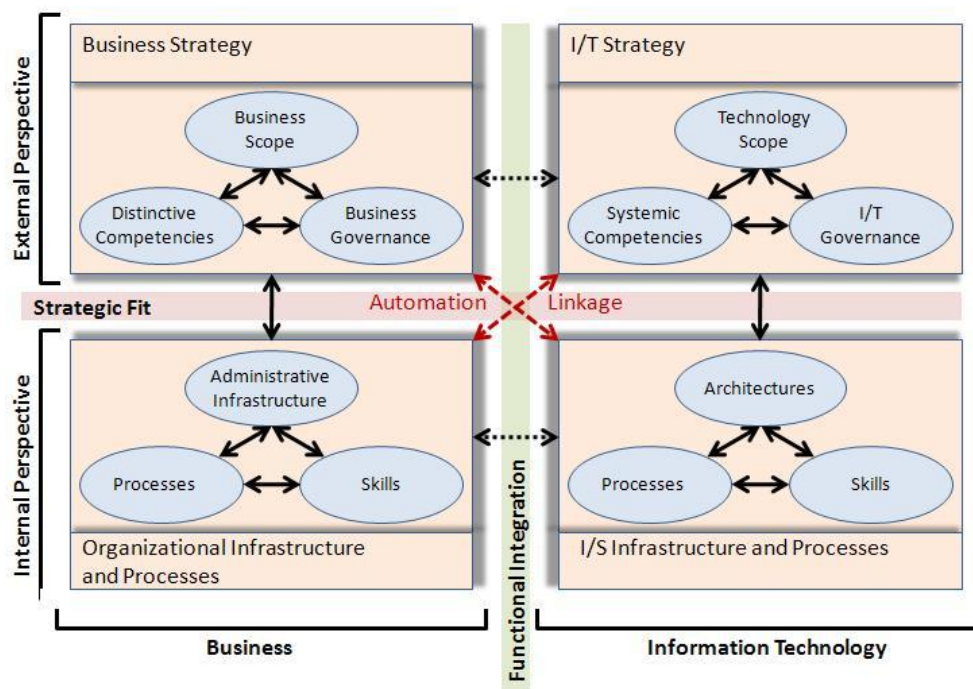 External Perspective
Business Strategy
Business
Scope
Distinctive
Competencies
Business
Governance
I/T Strategy
Technology
Scope
Systemic
Competencies
I/T
Governance
Strategic Fit
Automation
Linkage
Internal Perspective
Administrative
Infrastructure
Processes
Skills
Organizational Infrastructure
and Processes
Architectures
Processes
Skills
I/S Infrastructure and Processes
Functional Integration
Business
Information Technology